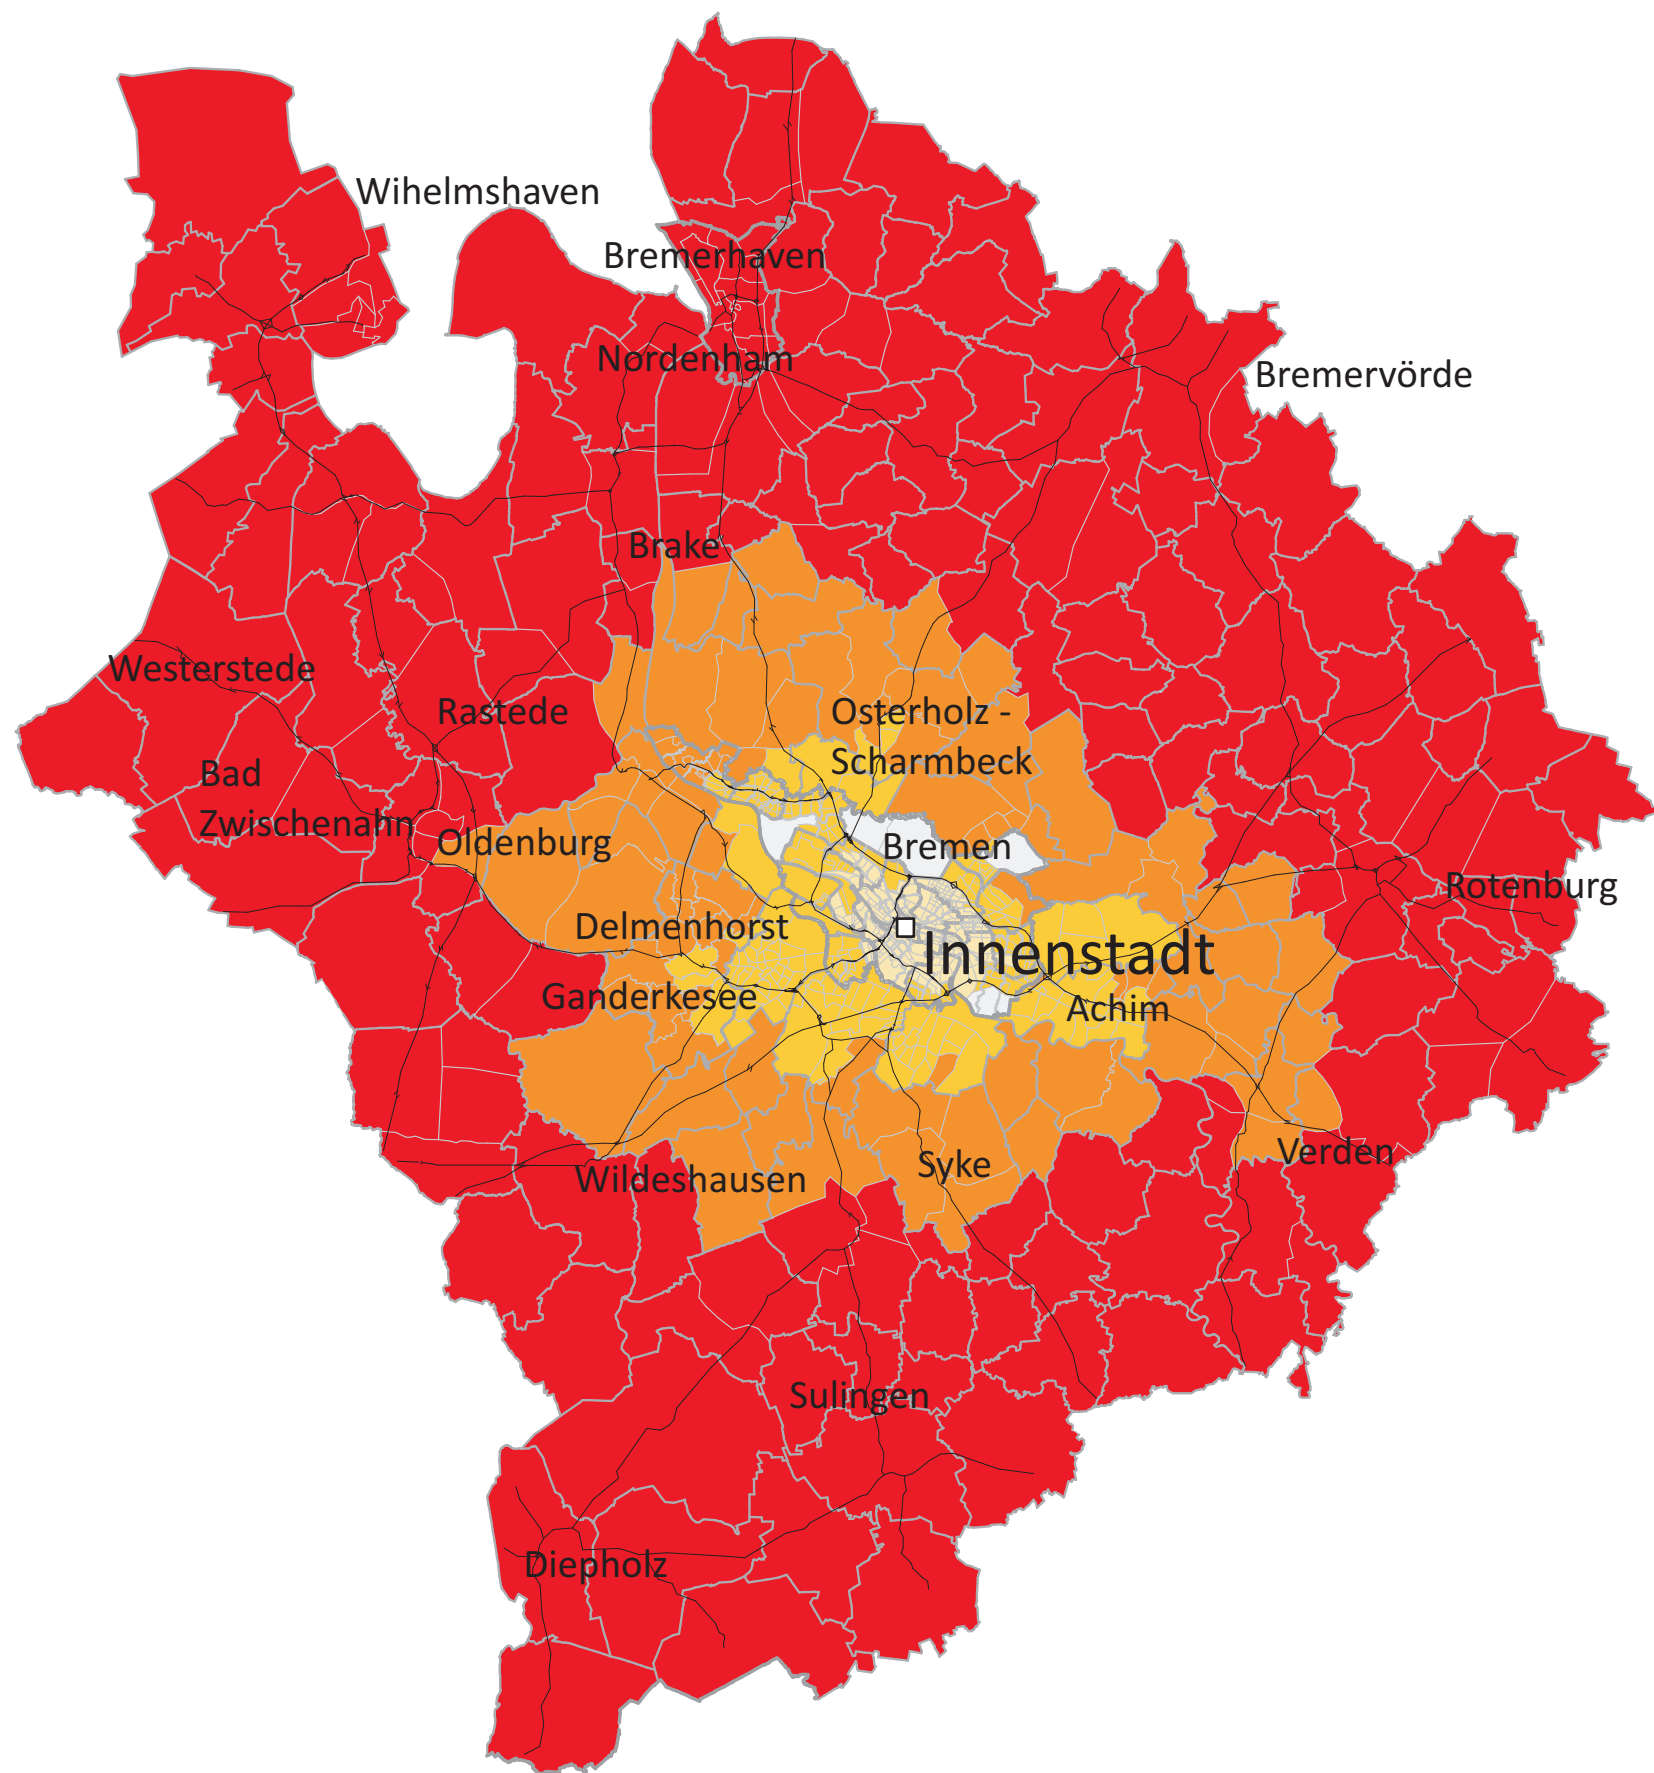 Wihelmshaven
Bremerhaven
Nordenham
Bremervörde
Brake
Westerstede
Rastede
Osterholz -
Scharmbeck
Bad
Zwischenahn
Oldenburg
Bremen
Rotenburg
Delmenhorst
Innenstadt
Ganderkesee
Achim
Verden
Syke
Wildeshausen
Sulingen
Diepholz